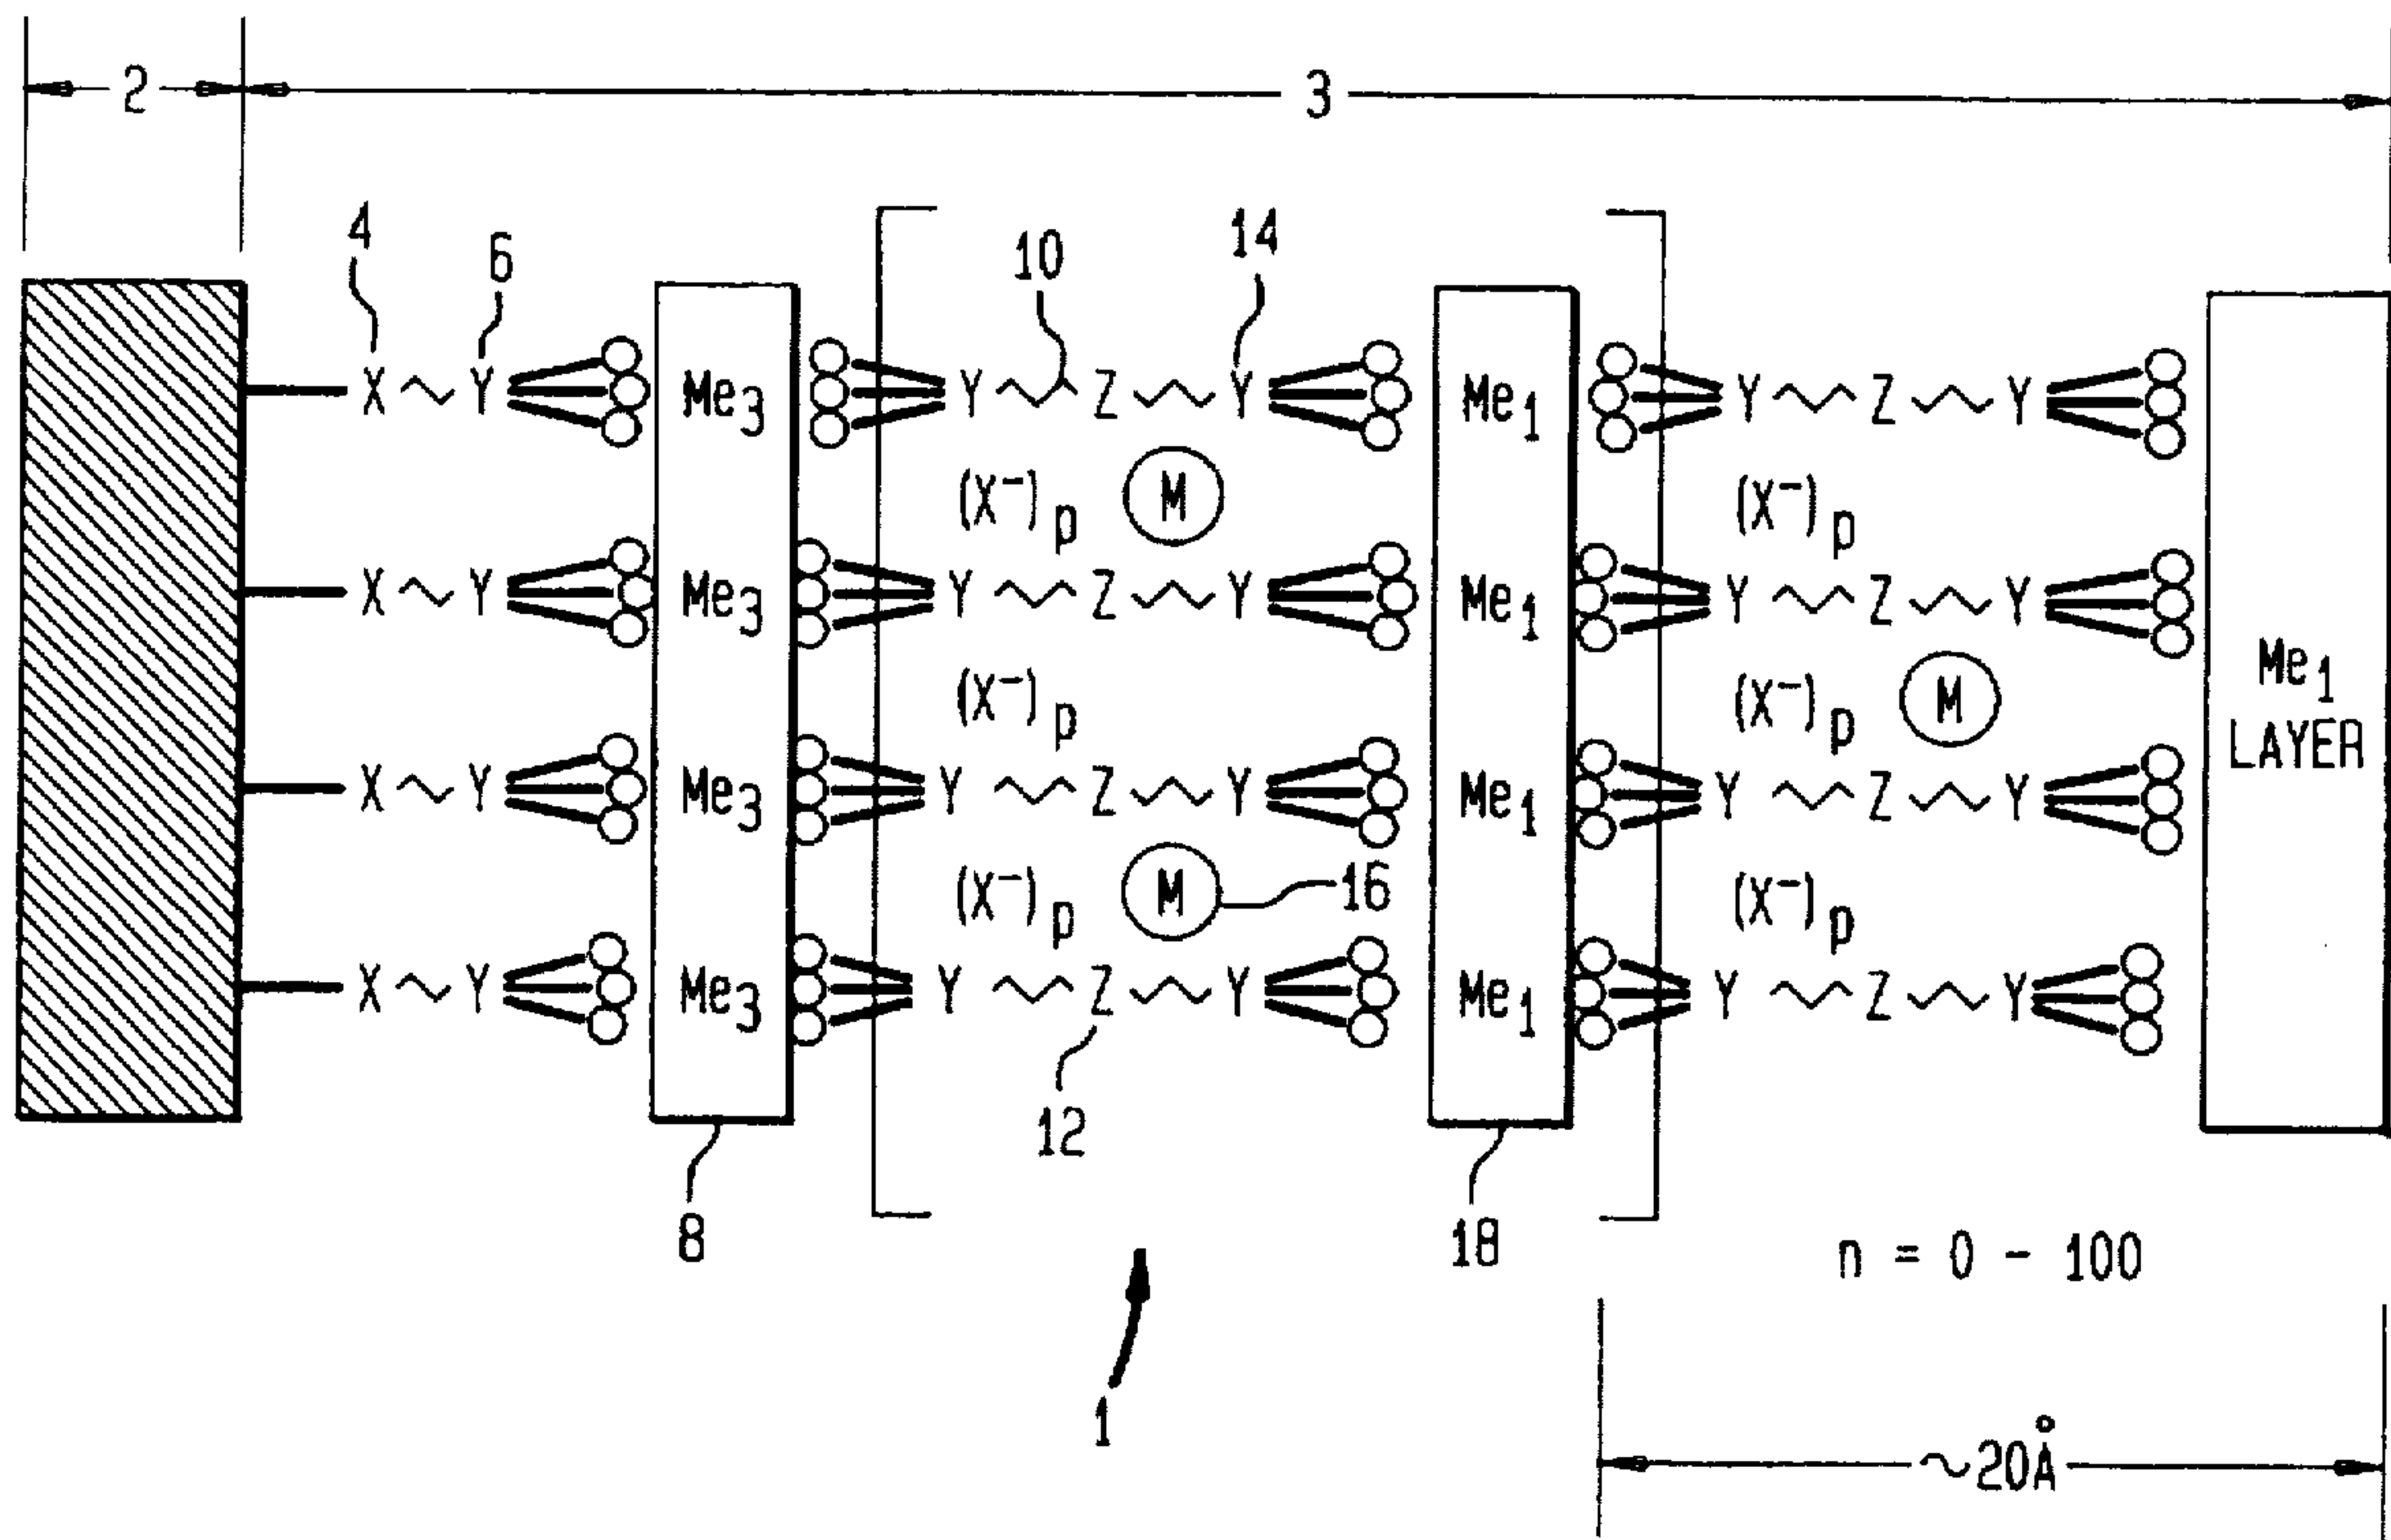 2 3
4 6 10 14
X ~ Y Me3 Y Z Y Me1 Y Z Y
(X⁻)p M (X⁻)p
X ~ Y Me3 Y Z Y Me1 Y Z Y
(X⁻)p (X⁻)p M
Me1
LAYER
X ~ Y Me3 Y Z Y Me1 Y Z Y
(X⁻)p M 16 (X⁻)p
X ~ Y Me3 Y Z Y Me1 Y Z Y
12
8 18
n = 0 - 100
1
~20Å